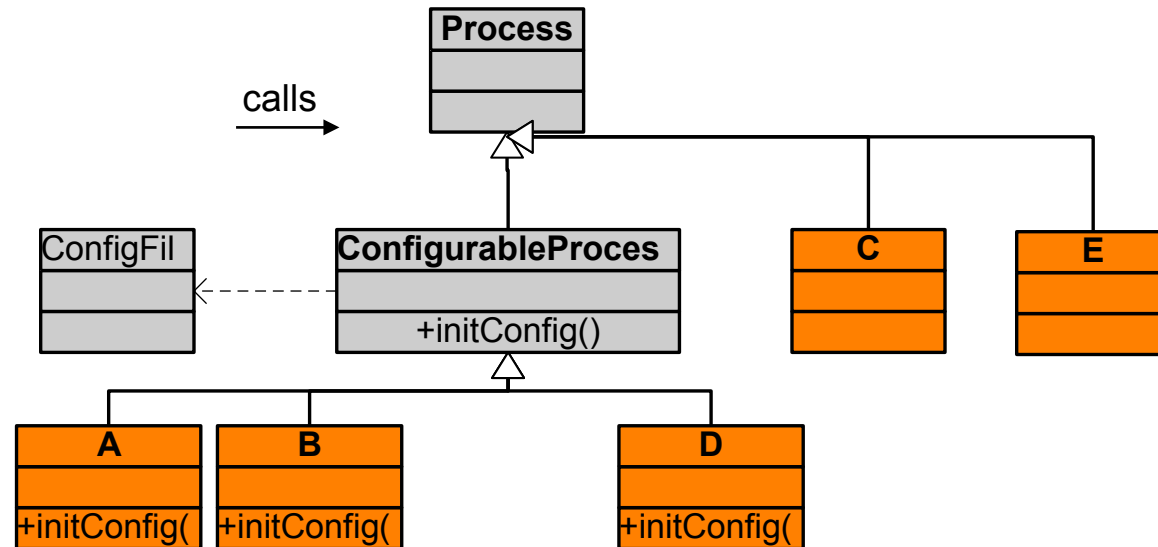 Process
calls
ConfigFil
ConfigurableProces
+initConfig()
C
E
A
B
D
+initConfig(
+initConfig(
+initConfig(